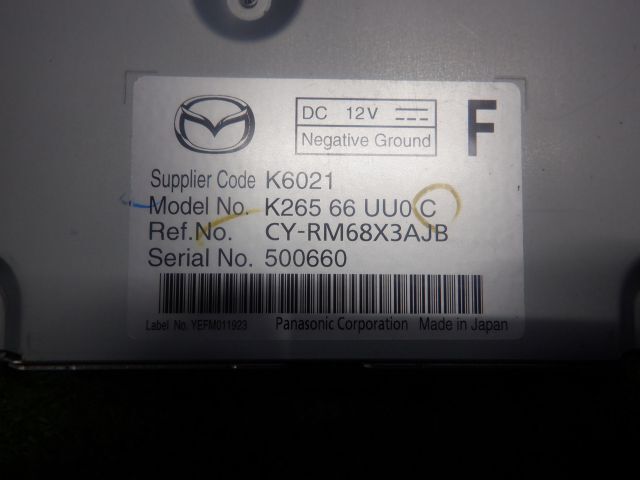 DC 12V
Negative Ground
F
Supplier Code K6021
Model No. K265 66 UU0 C
Ref.No. CY-RM68X3AJB
Serial No. 500660
Label No. YEFM011923 Panasonic Corporation Made in Japan